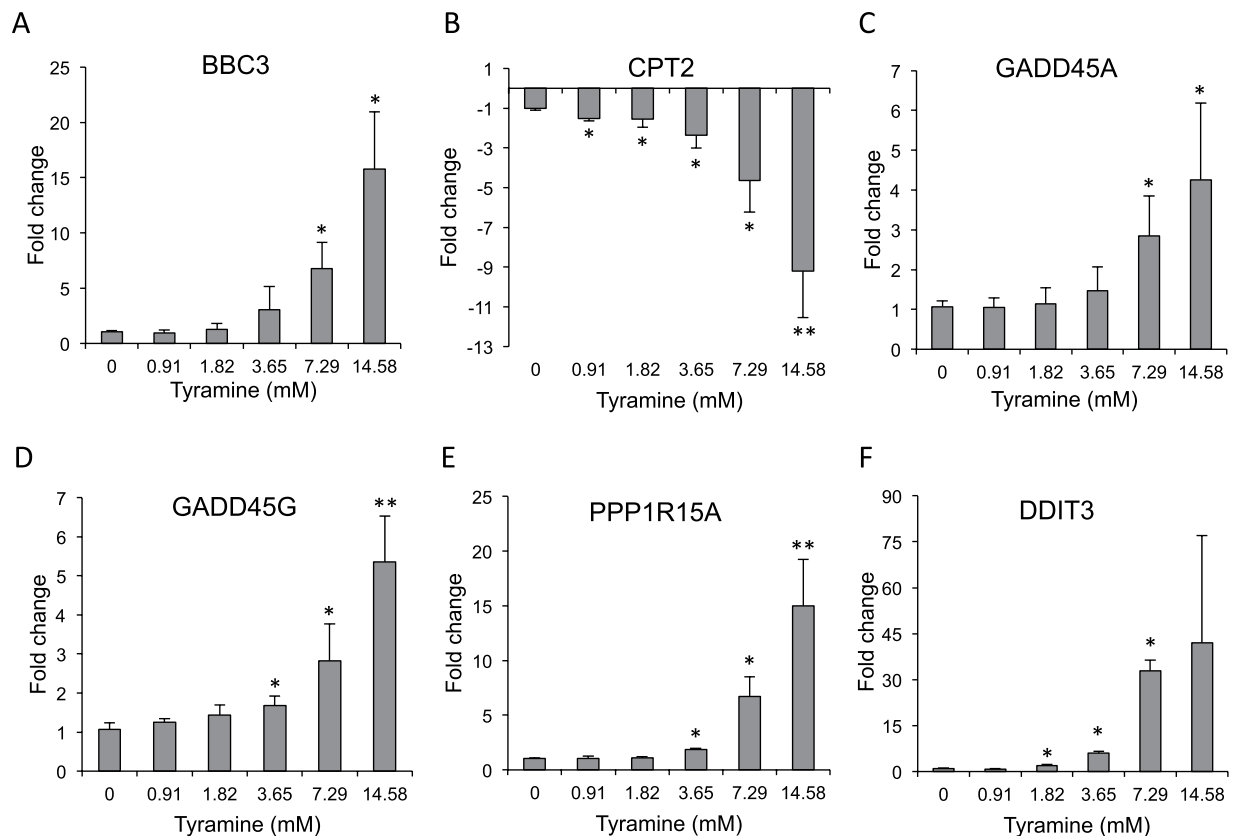 A
BBC3
Fold change
25
20
15
10
5
0
*
*
0 0.91 1.82 3.65 7.29 14.58
Tyramine (mM)
B
CPT2
Fold change
1
-1
-3
-5
-7
-9
-11
-13
*
*
*
*
**
0 0.91 1.82 3.65 7.29 14.58
Tyramine (mM)
C
GADD45A
Fold change
7
6
5
4
3
2
1
0
*
*
0 0.91 1.82 3.65 7.29 14.58
Tyramine (mM)
D
GADD45G
Fold change
7
6
5
4
3
2
1
0
*
*
**
0 0.91 1.82 3.65 7.29 14.58
Tyramine (mM)
E
PPP1R15A
Fold change
25
20
15
10
5
0
*
*
**
0 0.91 1.82 3.65 7.29 14.58
Tyramine (mM)
F
DDIT3
Fold change
90
75
60
45
30
15
0
*
*
*
0 0.91 1.82 3.65 7.29 14.58
Tyramine (mM)